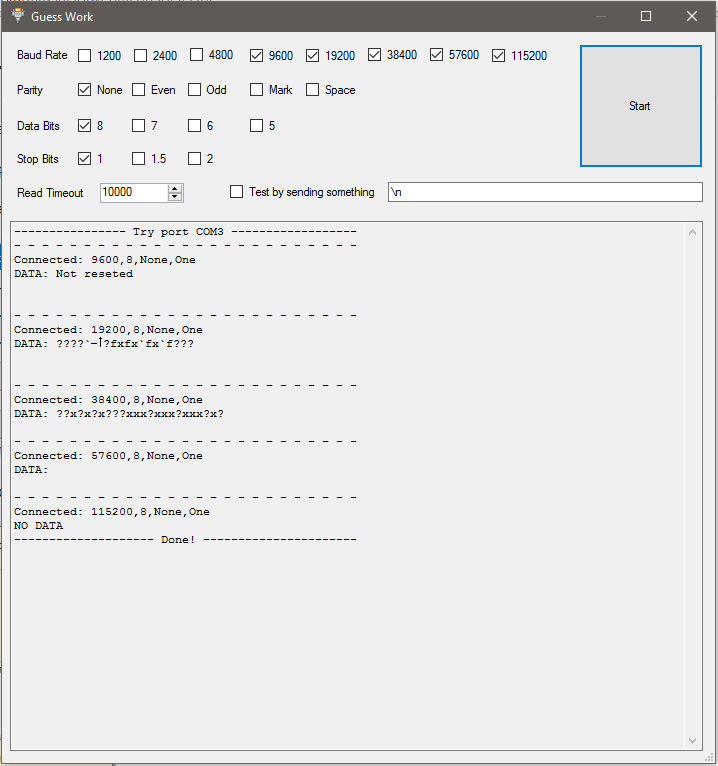 Guess Work
Baud Rate 1200 2400 4800 9600 19200 38400 57600 115200
Parity None Even Odd Mark Space
Start
Data Bits 8 7 6 5
Stop Bits 1 1.5 2
Read Timeout 10000 Test by sending something \n
---------------- Try port COM3 ------------------
- - - - - - - - - - - - - - - - - - - - - - - - -
Connected: 9600,8,None,One
DATA: Not reseted
- - - - - - - - - - - - - - - - - - - - - - - - -
Connected: 19200,8,None,One
DATA: ????`—Ì?fxfx`fx`f???
- - - - - - - - - - - - - - - - - - - - - - - - -
Connected: 38400,8,None,One
DATA: ??x?x?x???xxx?xxx?xxx?x?
- - - - - - - - - - - - - - - - - - - - - - - - -
Connected: 57600,8,None,One
DATA:
- - - - - - - - - - - - - - - - - - - - - - - - -
Connected: 115200,8,None,One
NO DATA
-------------------- Done! ----------------------